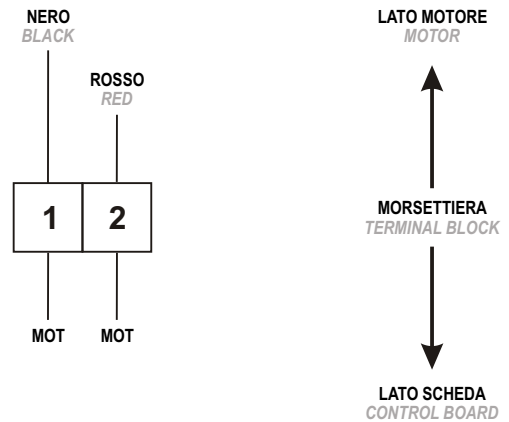 NERO
BLACK
ROSSO
RED
1 2
MOT MOT
LATO MOTORE
MOTOR
MORSETTIERA
TERMINAL BLOCK
LATO SCHEDA
CONTROL BOARD